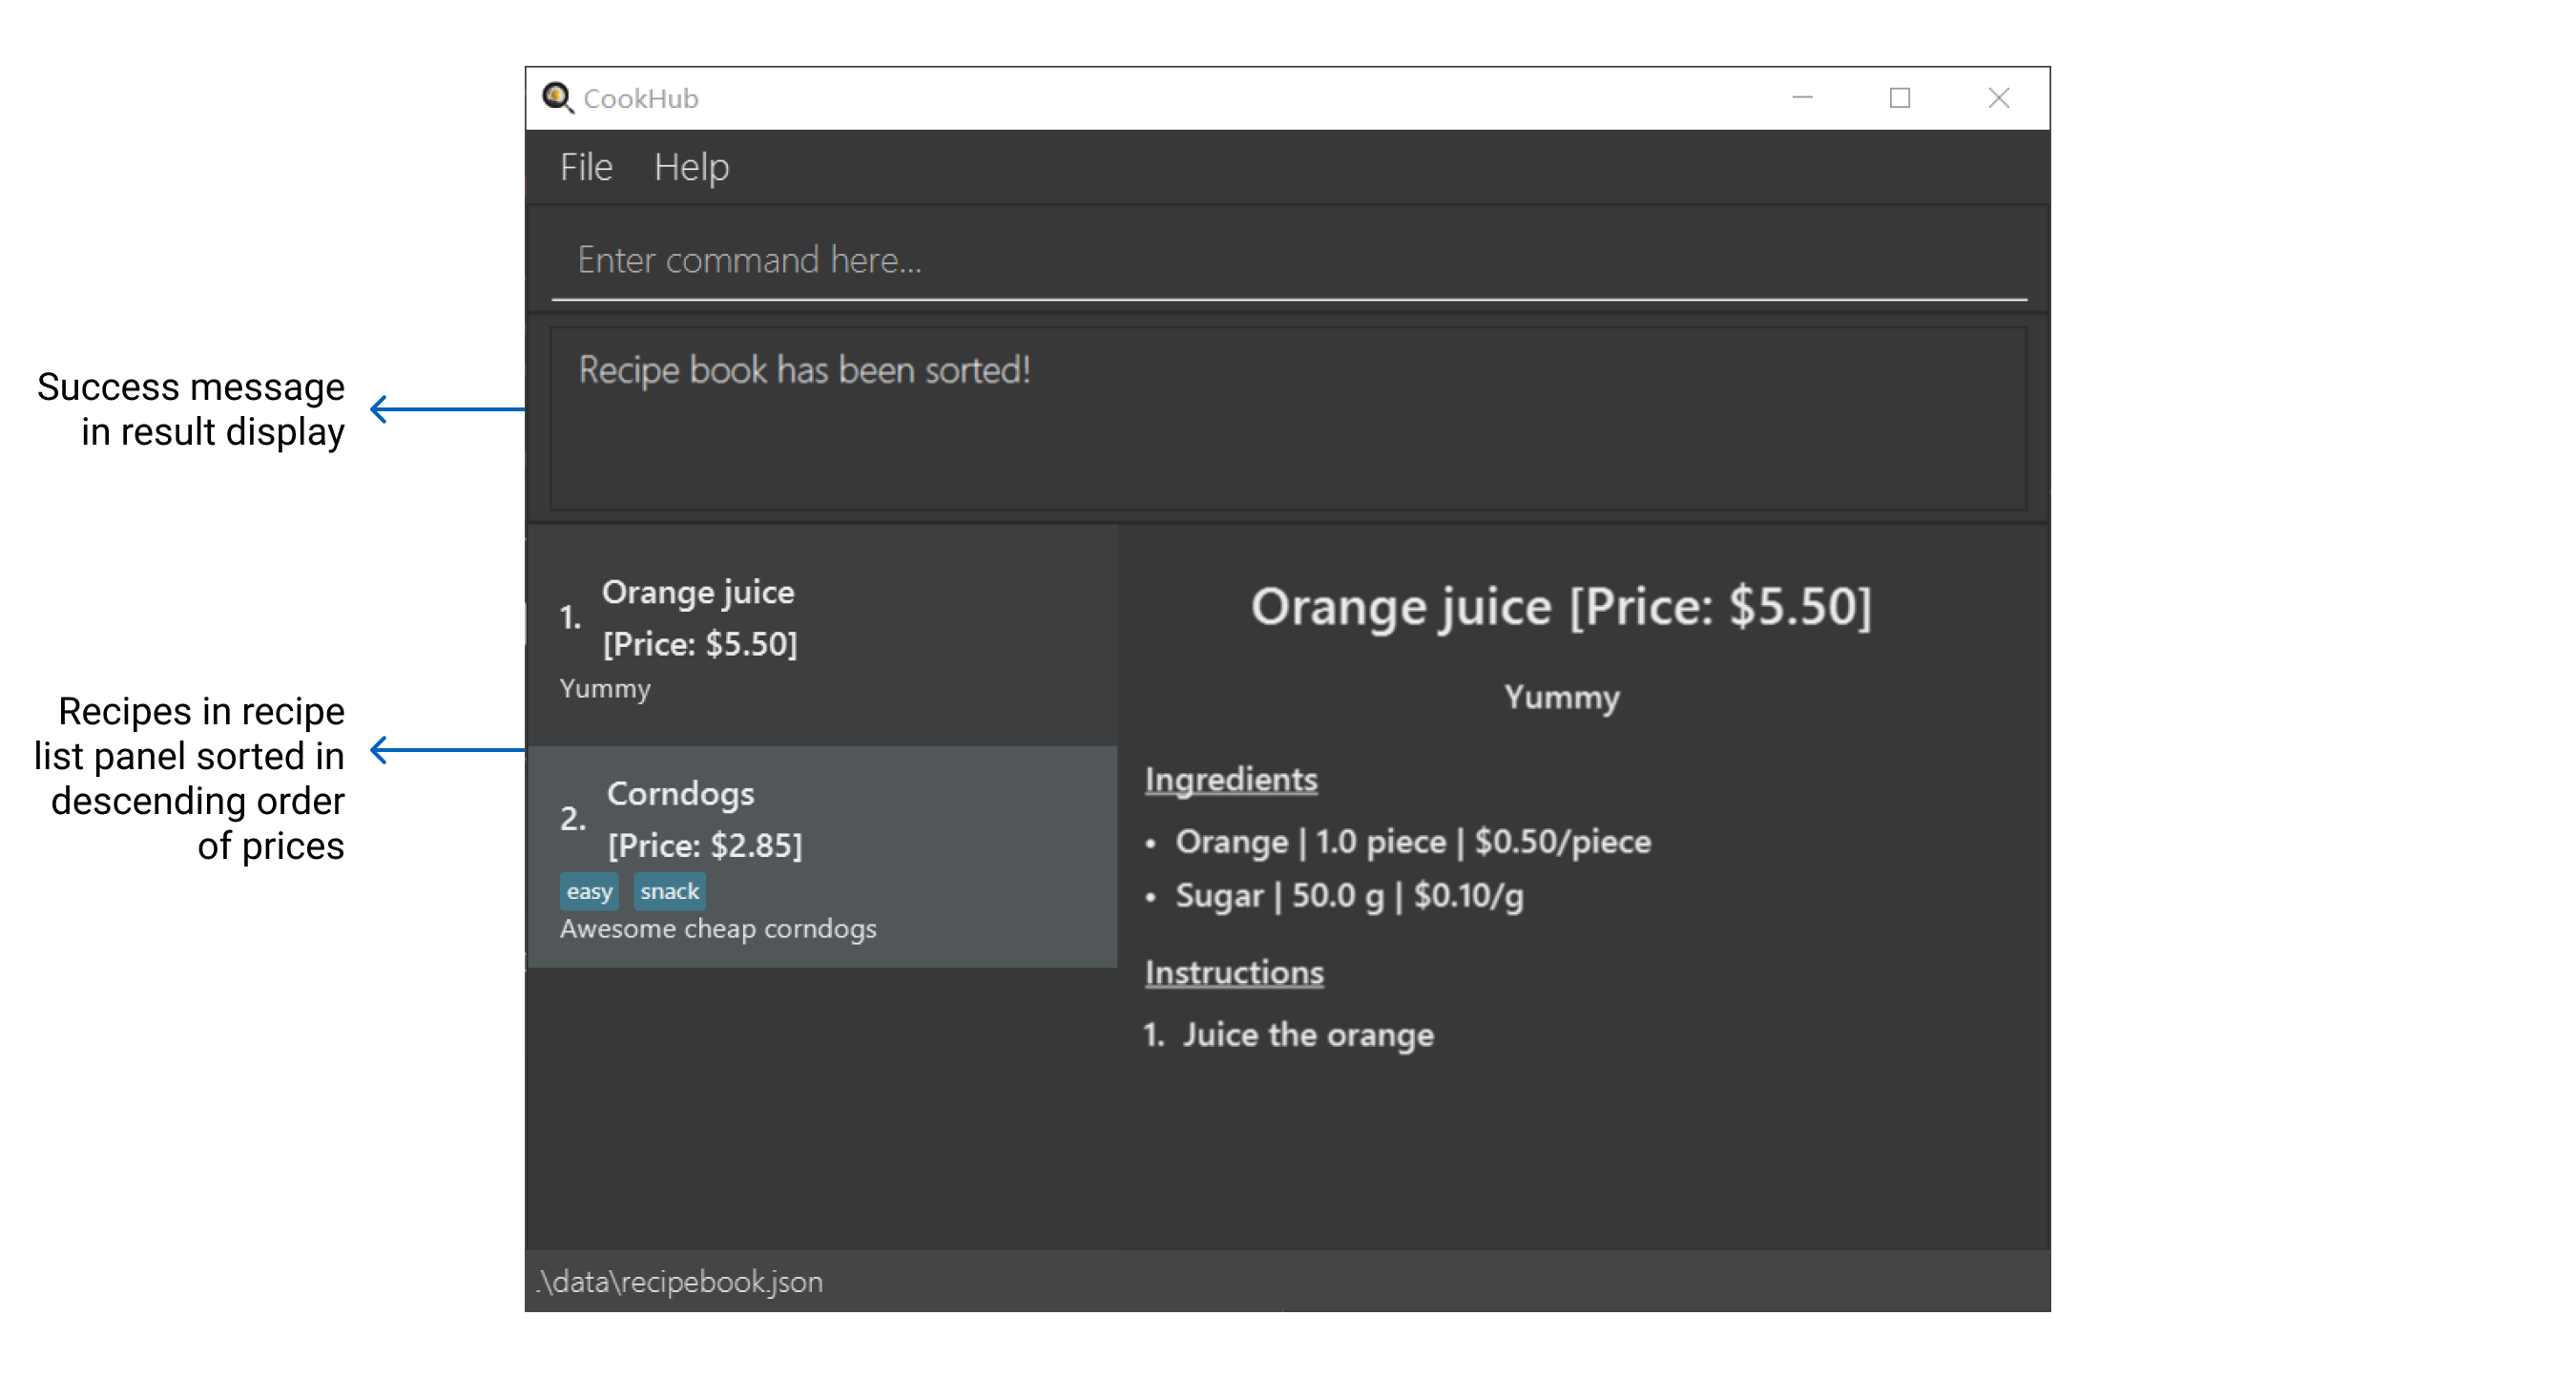 CookHub
File Help
Enter command here...
Recipe book has been sorted!
Success message
in result display
Recipes in recipe
list panel sorted in
descending order
of prices
1. Orange juice
[Price: $5.50]
Yummy
2. Corndogs
[Price: $2.85]
easy snack
Awesome cheap corndogs
Orange juice [Price: $5.50]
Yummy
Ingredients
• Orange | 1.0 piece | $0.50/piece
• Sugar | 50.0 g | $0.10/g
Instructions
1. Juice the orange
.\data\recipebook.json